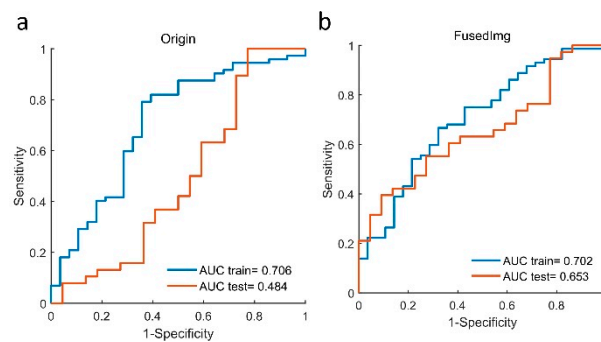 a
Origin
1
0.8
0.6
0.4
0.2
0
Sensitivity
AUC train= 0.706
AUC test= 0.484
0
0.2
0.4
0.6
0.8
1
1-Specificity
b
FusedImg
1
0.8
0.6
0.4
0.2
0
Sensitivity
AUC train= 0.702
AUC test= 0.653
0
0.2
0.4
0.6
0.8
1-Specificity